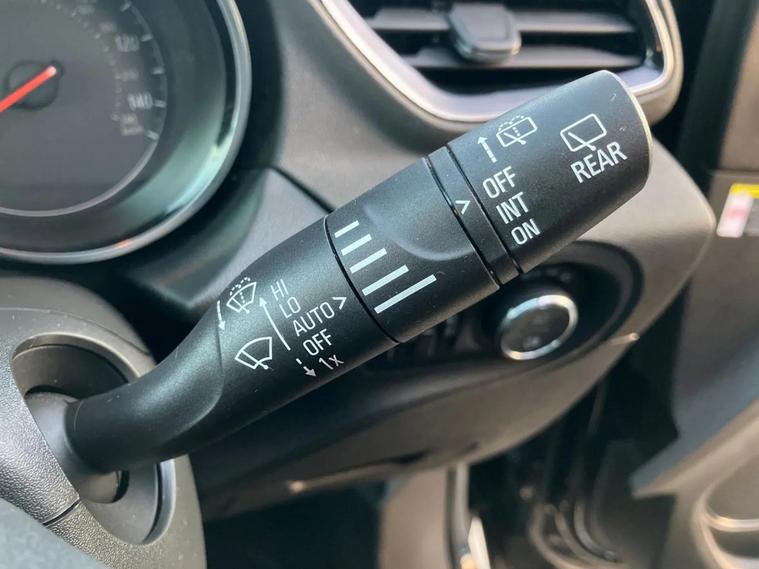 120
140
HI
LO
AUTO >
OFF
1x
>
OFF
INT
ON
REAR